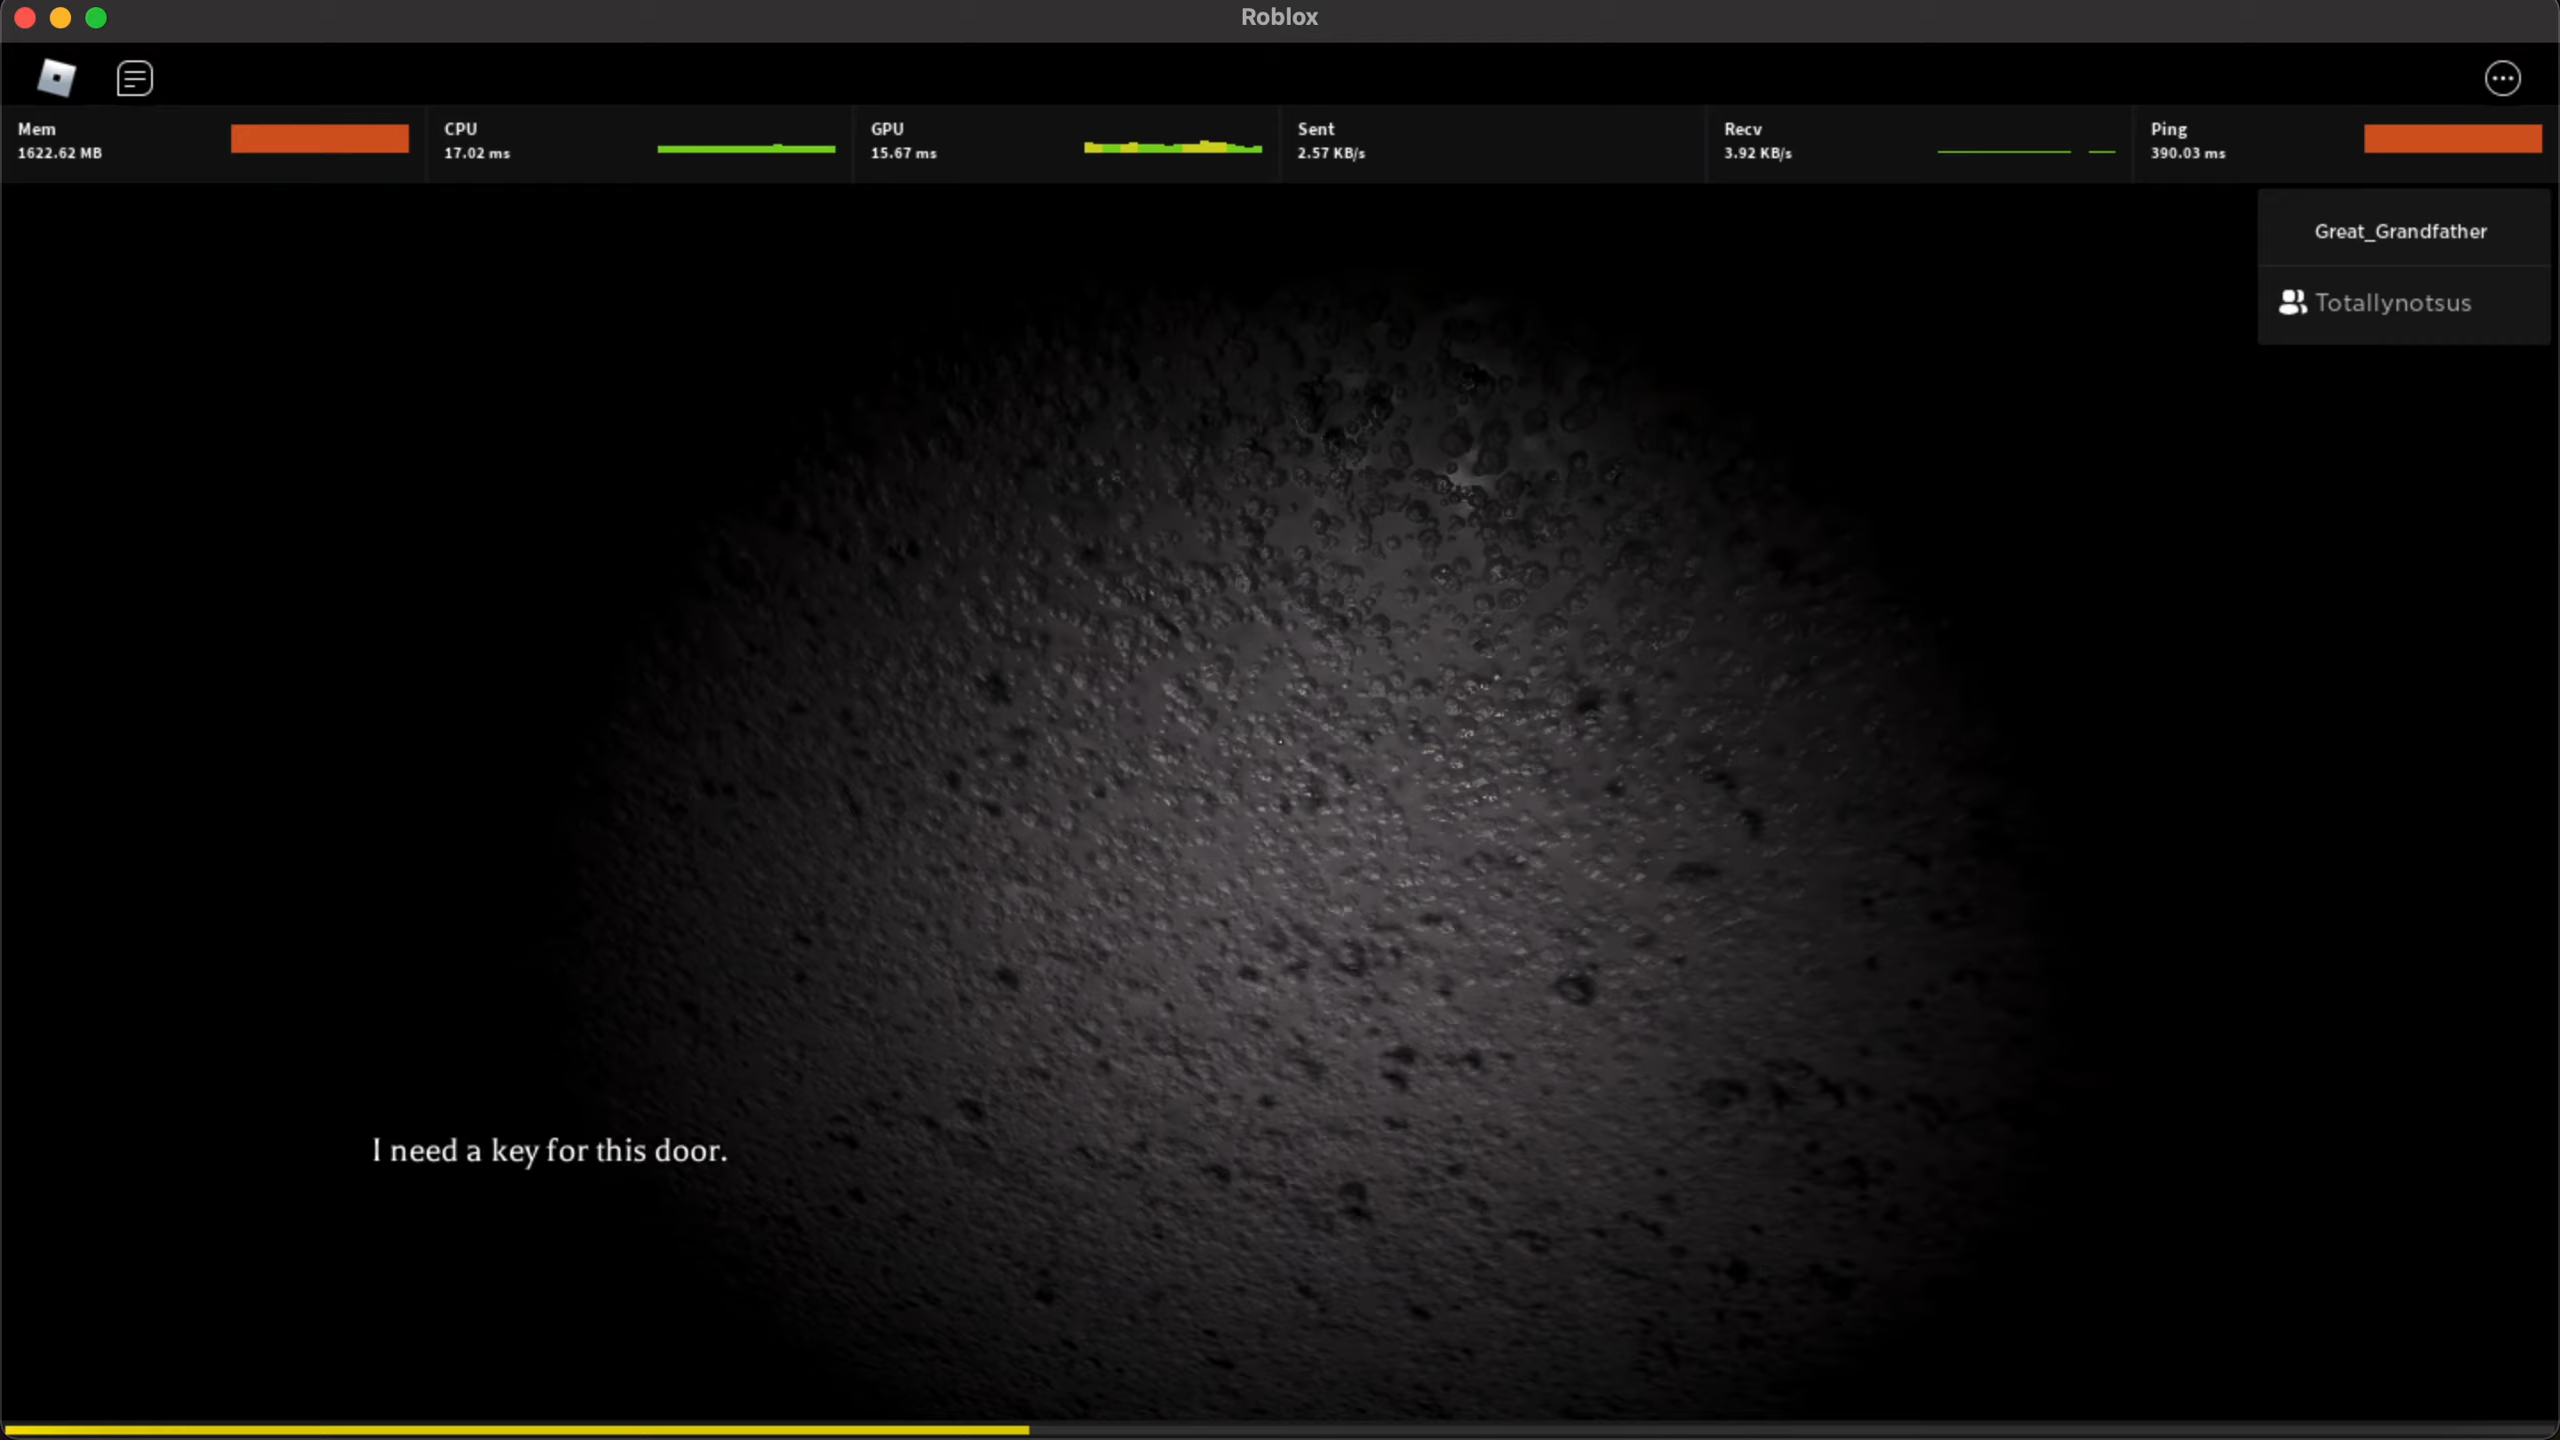 Roblox
Mem
1622.62 MB
CPU
17.02 ms
GPU
15.67 ms
Sent
2.57 KB/s
Recv
3.92 KB/s
Ping
390.03 ms
Great_Grandfather
Totallynotsus
I need a key for this door.